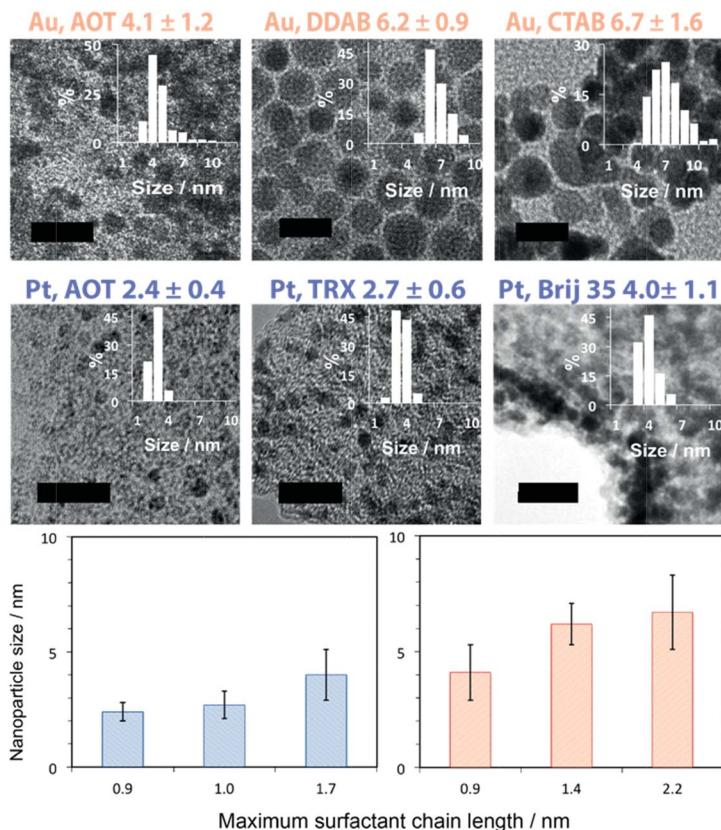 Au, AOT 4.1 ± 1.2
Au, DDAB 6.2 ± 0.9
Au, CTAB 6.7 ± 1.6
50
25
0
%
1 4 7 10
Size / nm
45
30
15
0
%
1 4 7 10
Size / nm
30
15
0
%
1 4 7 10
Size / nm
Pt, AOT 2.4 ± 0.4
Pt, TRX 2.7 ± 0.6
Pt, Brij 35 4.0± 1.1
45
30
15
0
%
1 4 7 10
Size / nm
45
30
15
0
%
1 4 7 10
Size / nm
45
30
15
0
%
1 4 7 10
Size / nm
Nanoparticle size / nm
10
5
0
0.9 1.0 1.7
10
5
0
0.9 1.4 2.2
Maximum surfactant chain length / nm